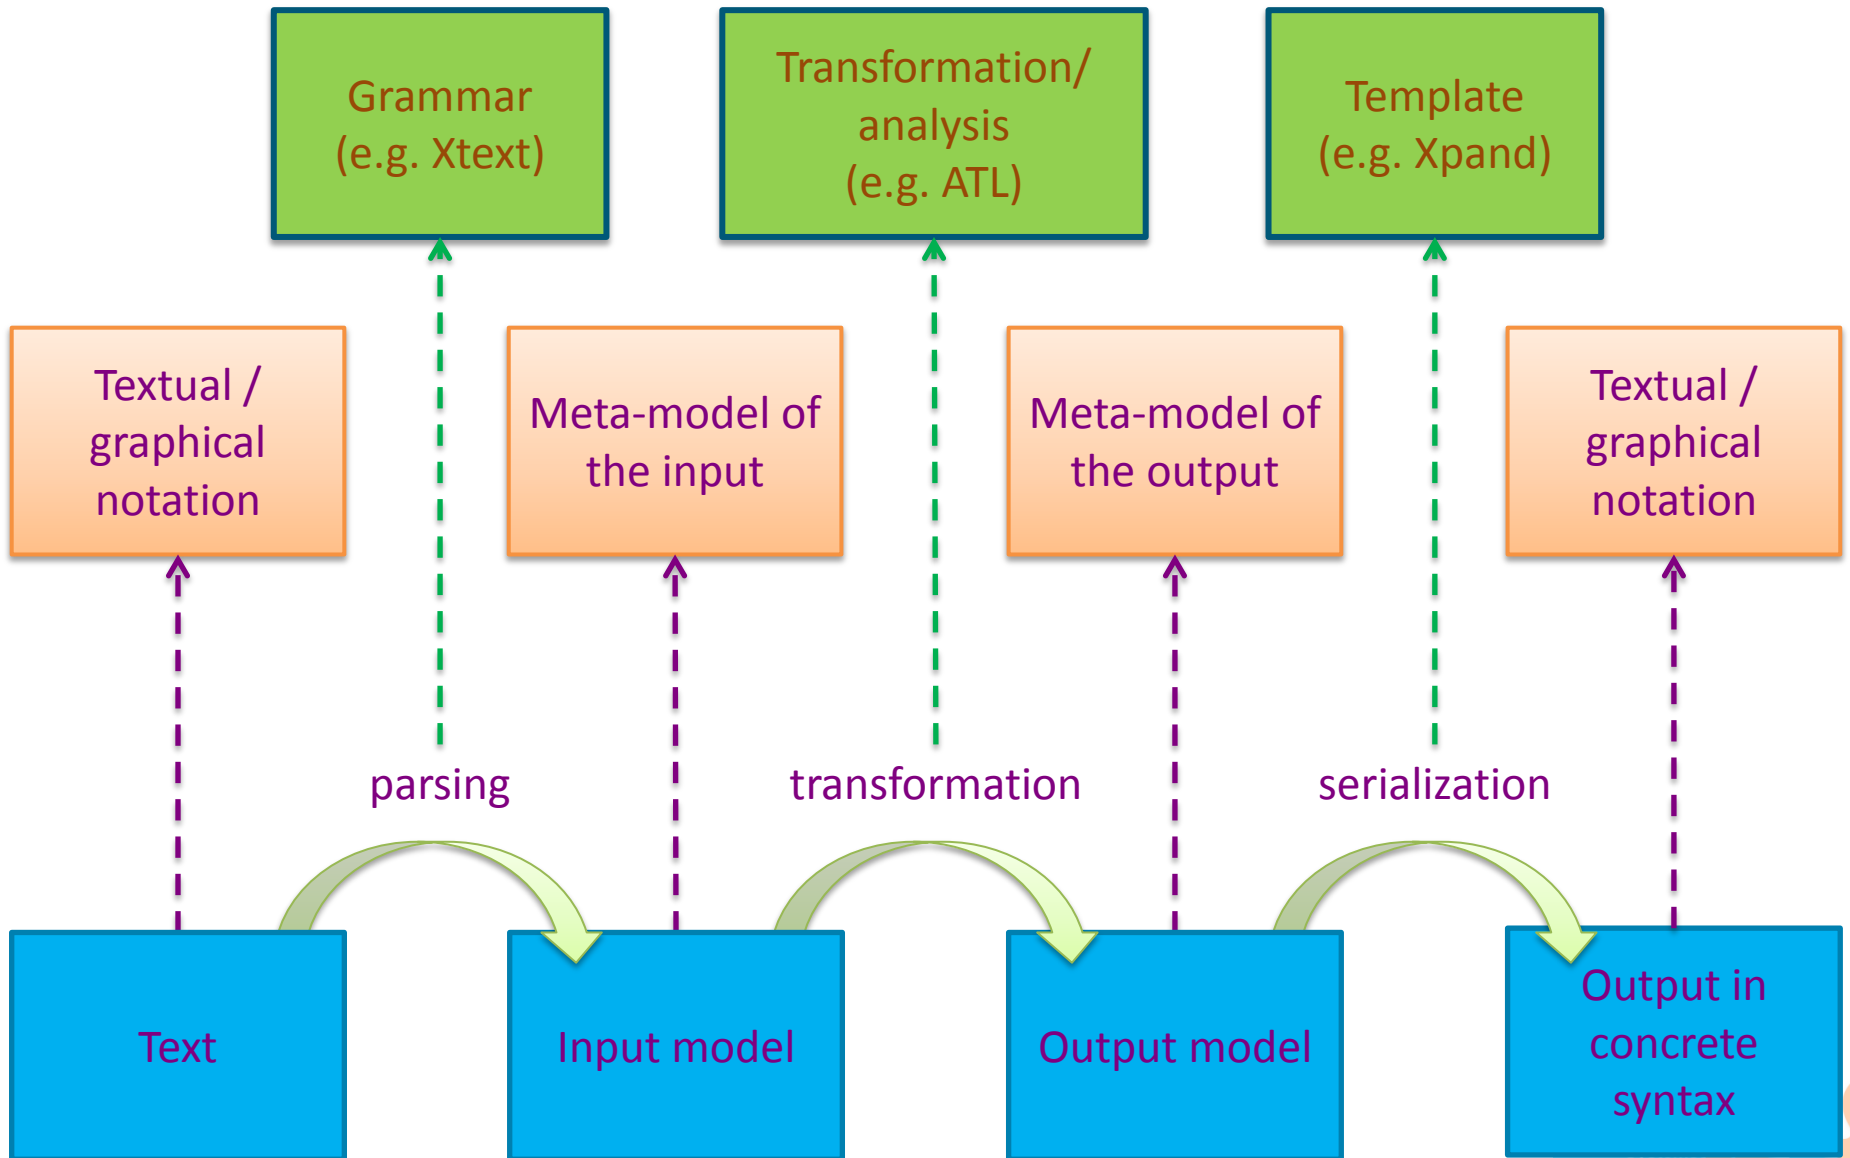 Grammar
(e.g. Xtext)
Transformation/
analysis
(e.g. ATL)
Template
(e.g. Xpand)
Textual /
graphical
notation
Meta-model of
the input
Meta-model of
the output
Textual /
graphical
notation
parsing
transformation
serialization
Text
Input model
Output model
Output in
concrete
syntax